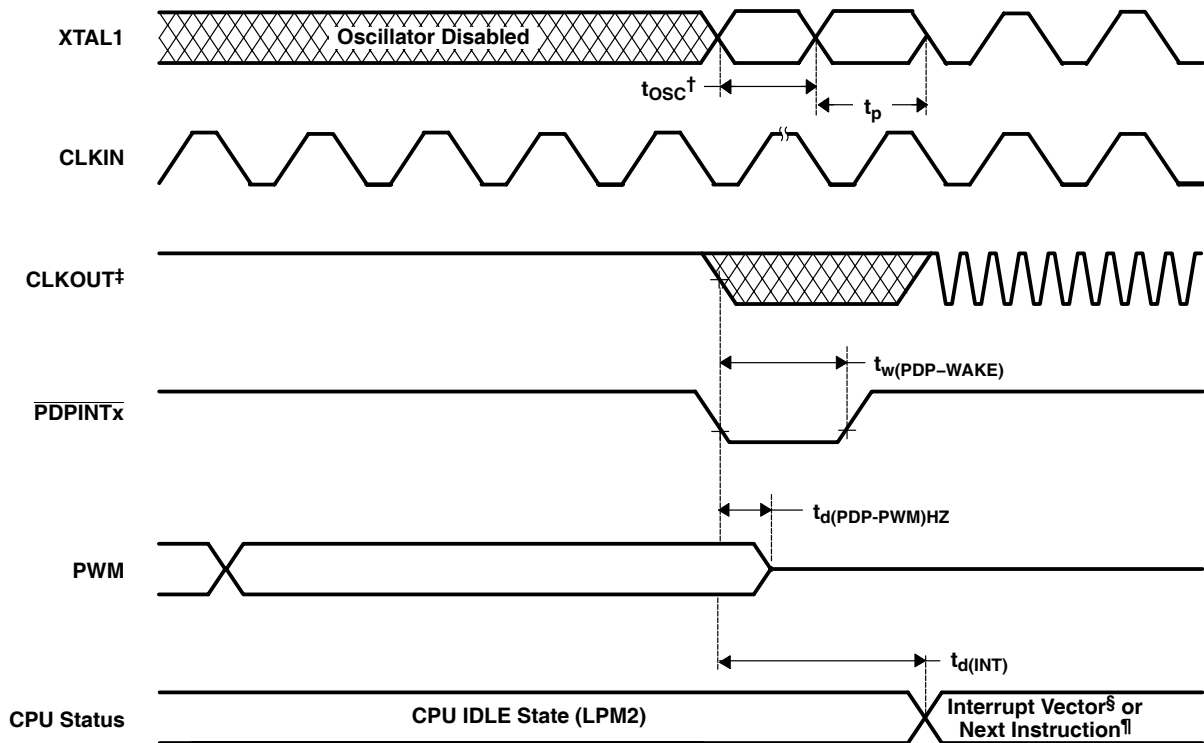 XTAL1
Oscillator Disabled
tOSC†
tp
CLKIN
CLKOUT‡
tw(PDP−WAKE)
PDPINTx
td(PDP-PWM)HZ
PWM
td(INT)
CPU Status
CPU IDLE State (LPM2)
Interrupt Vector§ or
Next Instruction¶